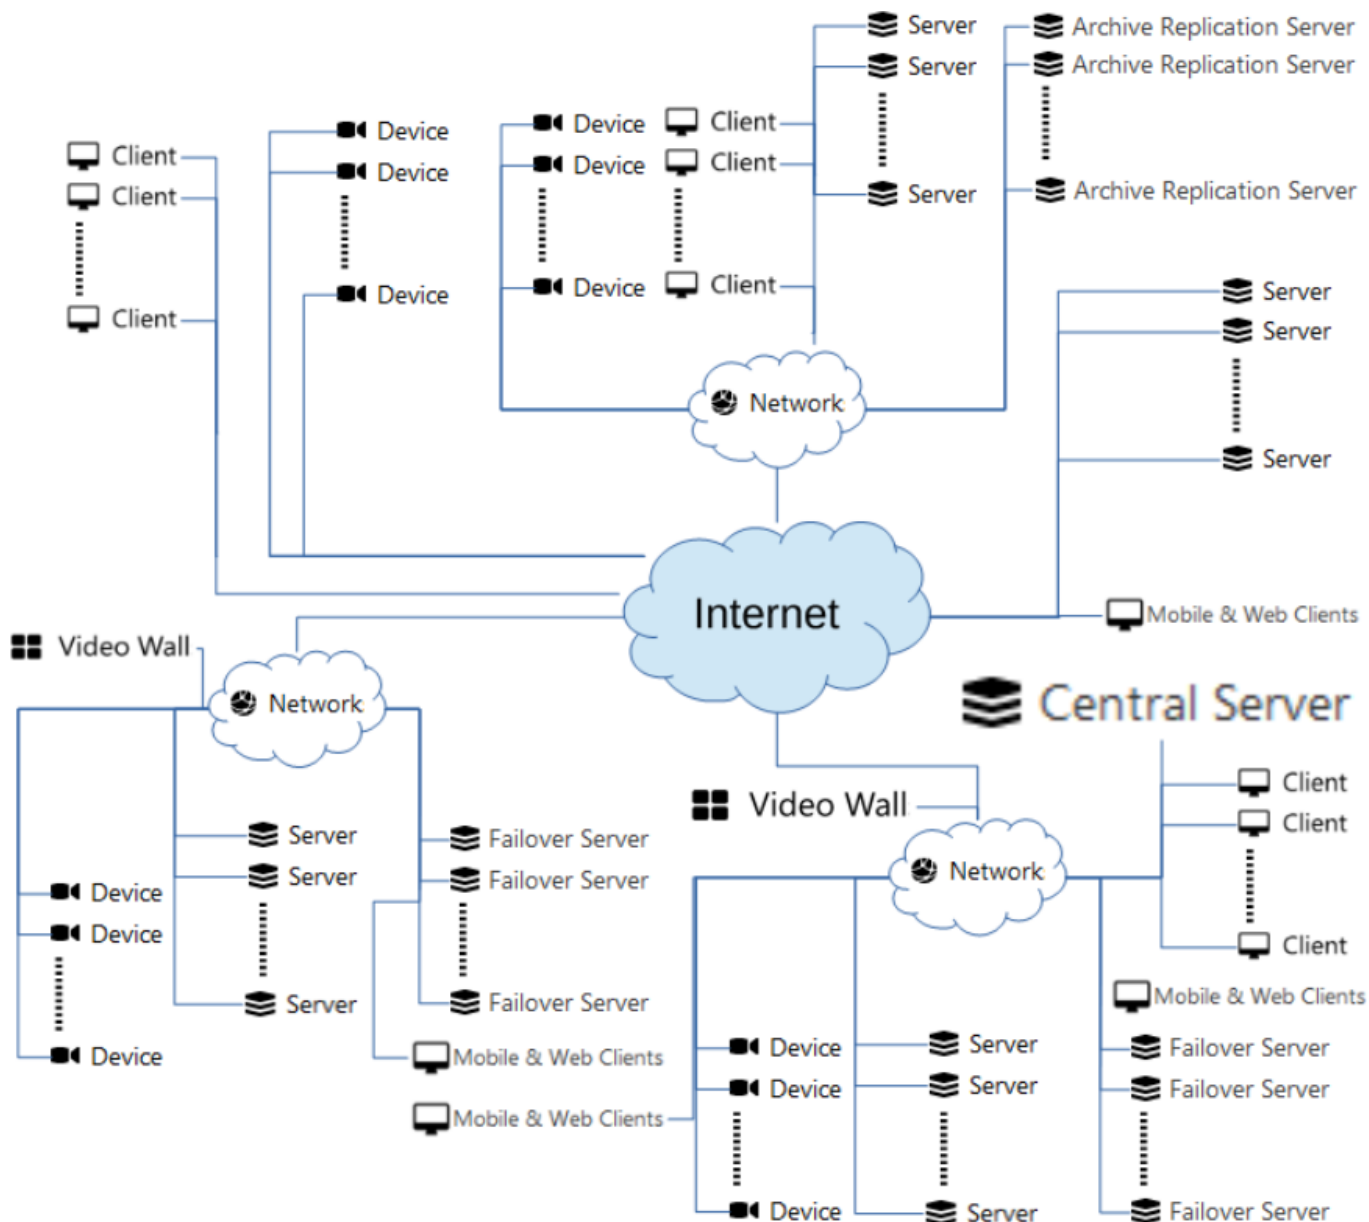 Server
Archive Replication Server
Server
Archive Replication Server
Device
Device
Client
Device
Client
Device
Device
Client
Client
Client
Server
Archive Replication Server
Device
Device
Client
Client
Server
Server
Network
Server
Internet
Mobile & Web Clients
Video Wall
Network
Central Server
Client
Video Wall
Client
Server
Failover Server
Server
Failover Server
Network
Device
Device
Client
Server
Failover Server
Mobile & Web Clients
Device
Mobile & Web Clients
Device
Server
Failover Server
Device
Server
Failover Server
Mobile & Web Clients
Device
Server
Failover Server